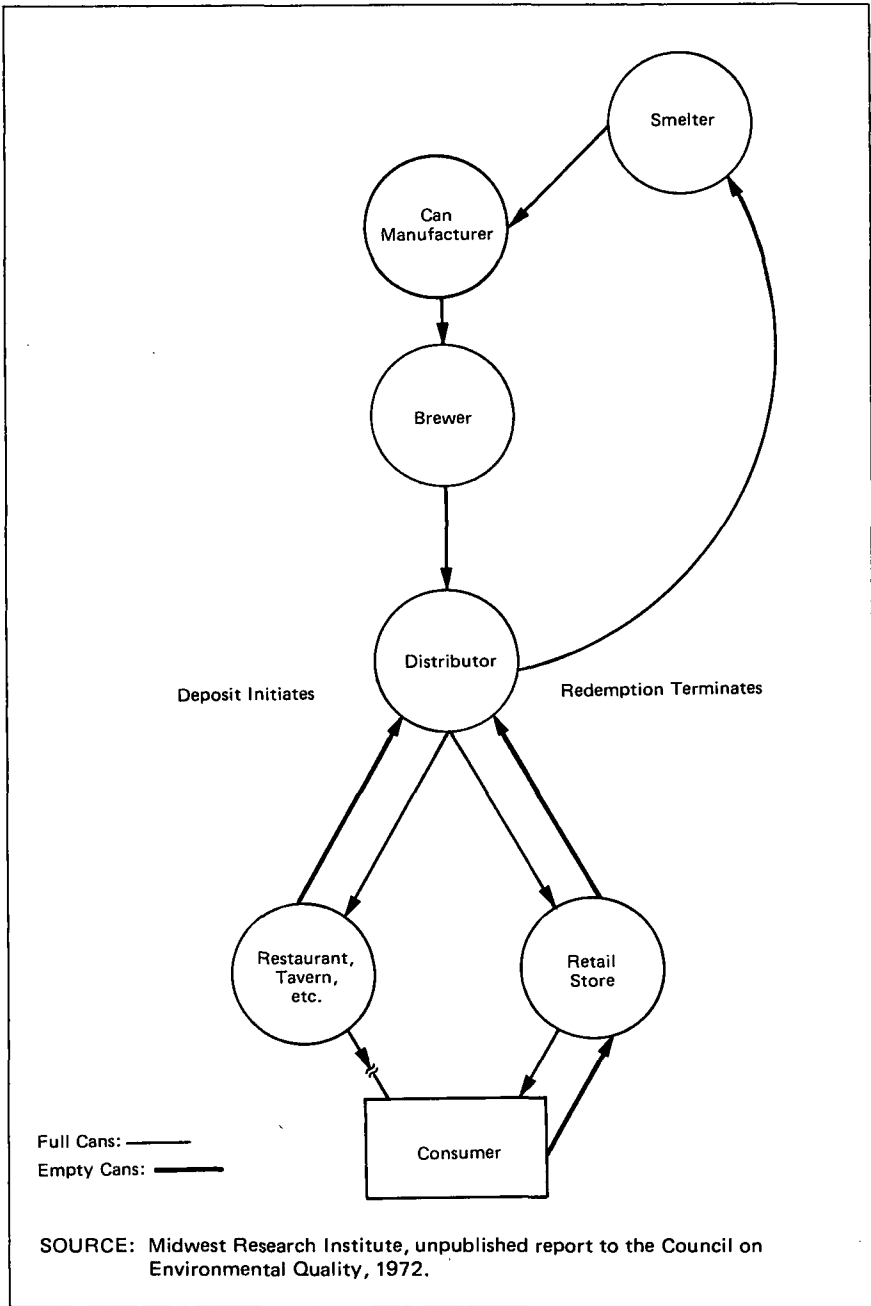 Smelter
Can
Manufacturer
Brewer
Distributor
Deposit Initiates
Redemption Terminates
Restaurant,
Tavern,
etc.
Retail
Store
Consumer
Full Cans:
Empty Cans:
SOURCE: Midwest Research Institute, unpublished report to the Council on
Environmental Quality, 1972.